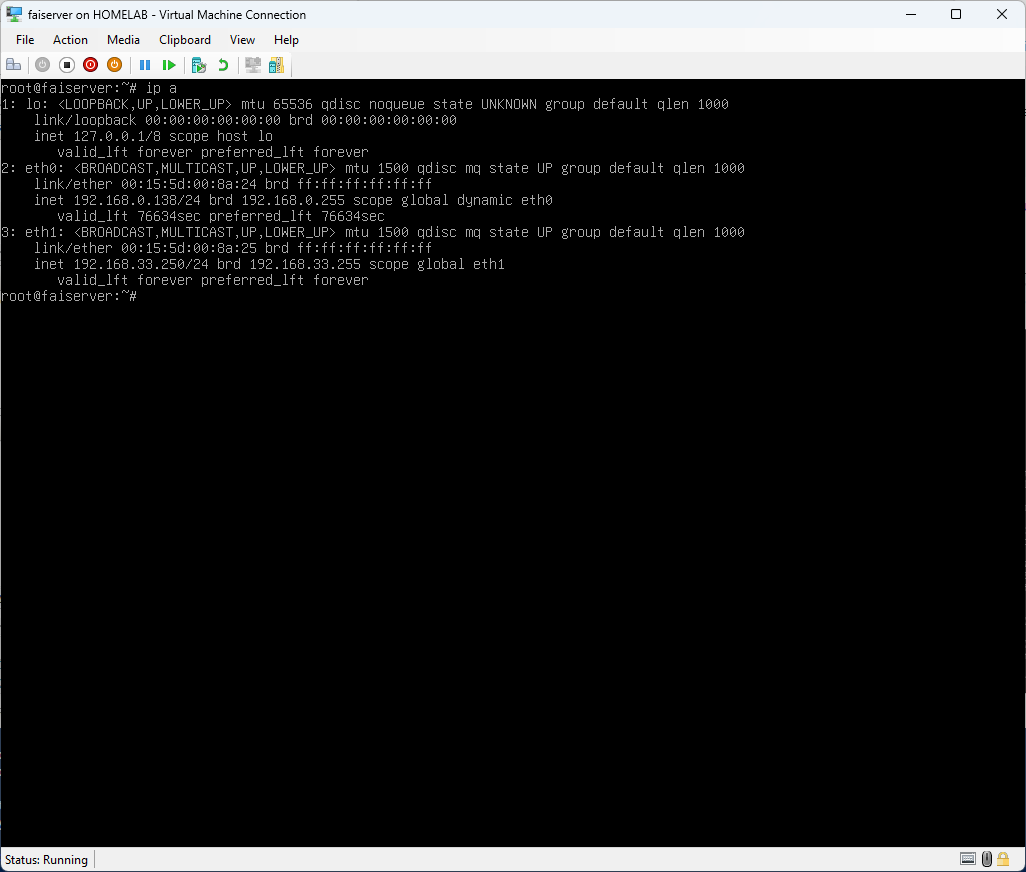 faiserver on HOMELAB - Virtual Machine Connection
File Action Media Clipboard View Help
root@faiserver:~# ip a
1: lo: <LOOPBACK,UP,LOWER_UP> mtu 65536 qdisc noqueue state UNKNOWN group default qlen 1000
    link/loopback 00:00:00:00:00:00 brd 00:00:00:00:00:00
    inet 127.0.0.1/8 scope host lo
       valid_lft forever preferred_lft forever
2: eth0: <BROADCAST,MULTICAST,UP,LOWER_UP> mtu 1500 qdisc mq state UP group default qlen 1000
    link/ether 00:15:5d:00:8a:24 brd ff:ff:ff:ff:ff:ff
    inet 192.168.0.138/24 brd 192.168.0.255 scope global dynamic eth0
       valid_lft 76634sec preferred_lft 76634sec
3: eth1: <BROADCAST,MULTICAST,UP,LOWER_UP> mtu 1500 qdisc mq state UP group default qlen 1000
    link/ether 00:15:5d:00:8a:25 brd ff:ff:ff:ff:ff:ff
    inet 192.168.33.250/24 brd 192.168.33.255 scope global eth1
       valid_lft forever preferred_lft forever
root@faiserver:~#
Status: Running